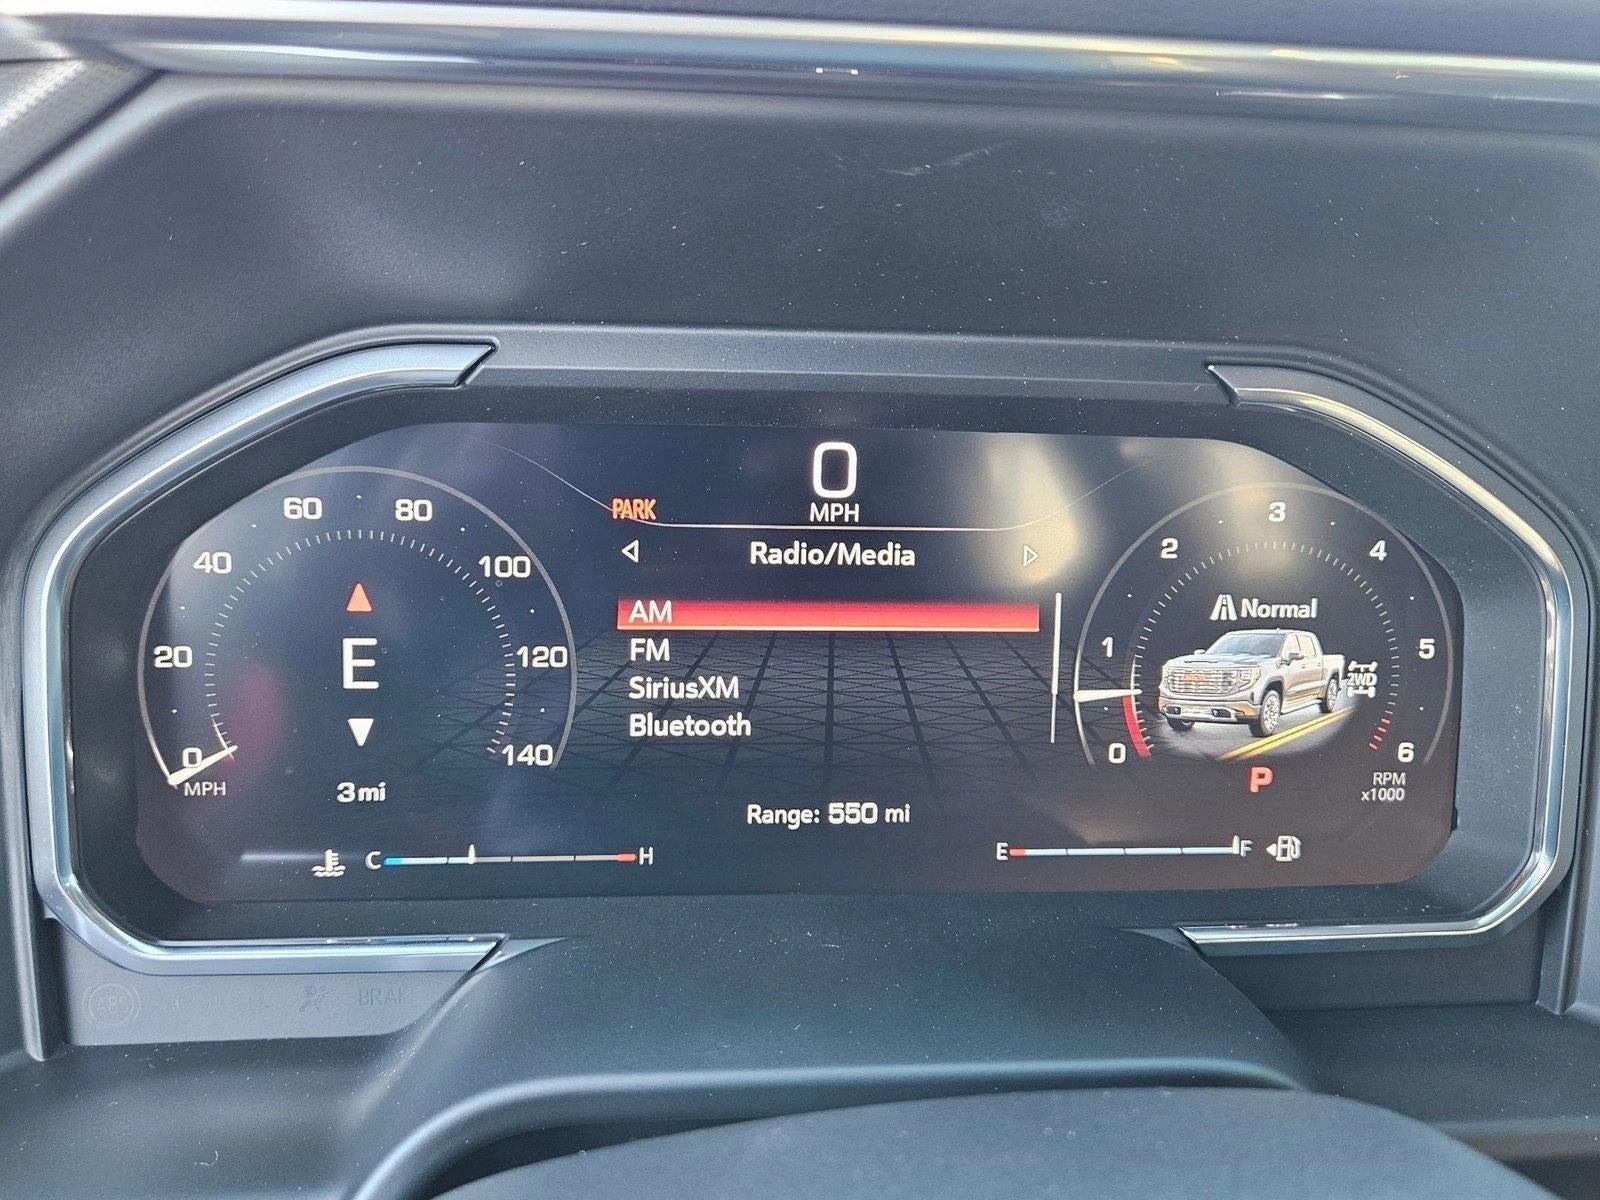 0
MPH
PARK
Radio/Media
AM
FM
SiriusXM
Bluetooth
Range: 550 mi
0
20
40
60
80
100
120
140
MPH
E
3 mi
C
H
0
1
2
3
4
5
6
RPM
x1000
Normal
2WD
P
E
F
ABS